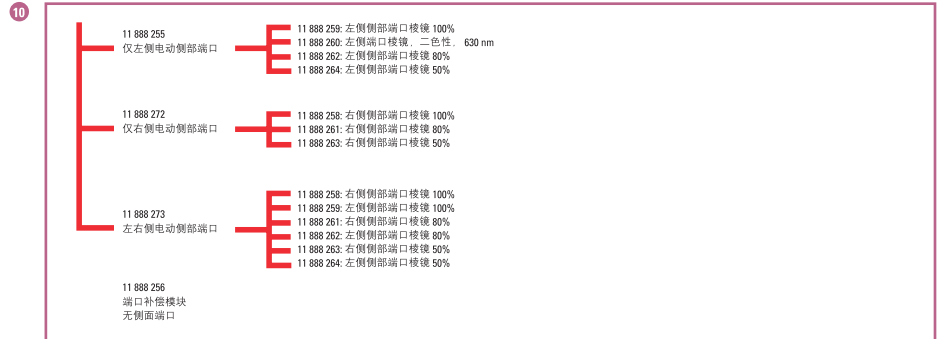 10
11 888 255
仅左侧电动侧部端口
11 888 259: 左侧侧部端口棱镜 100%
11 888 260: 左侧端口棱镜，二色性， 630 nm
11 888 262: 左侧侧部端口棱镜 80%
11 888 264: 左侧侧部端口棱镜 50%
11 888 272
仅右侧电动侧部端口
11 888 258: 右侧侧部端口棱镜 100%
11 888 261: 右侧侧部端口棱镜 80%
11 888 263: 右侧侧部端口棱镜 50%
11 888 273
左右侧电动侧部端口
11 888 258: 右侧侧部端口棱镜 100%
11 888 259: 左侧侧部端口棱镜 100%
11 888 261: 右侧侧部端口棱镜 80%
11 888 262: 左侧侧部端口棱镜 80%
11 888 263: 右侧侧部端口棱镜 50%
11 888 264: 左侧侧部端口棱镜 50%
11 888 256
端口补偿模块
无侧面端口